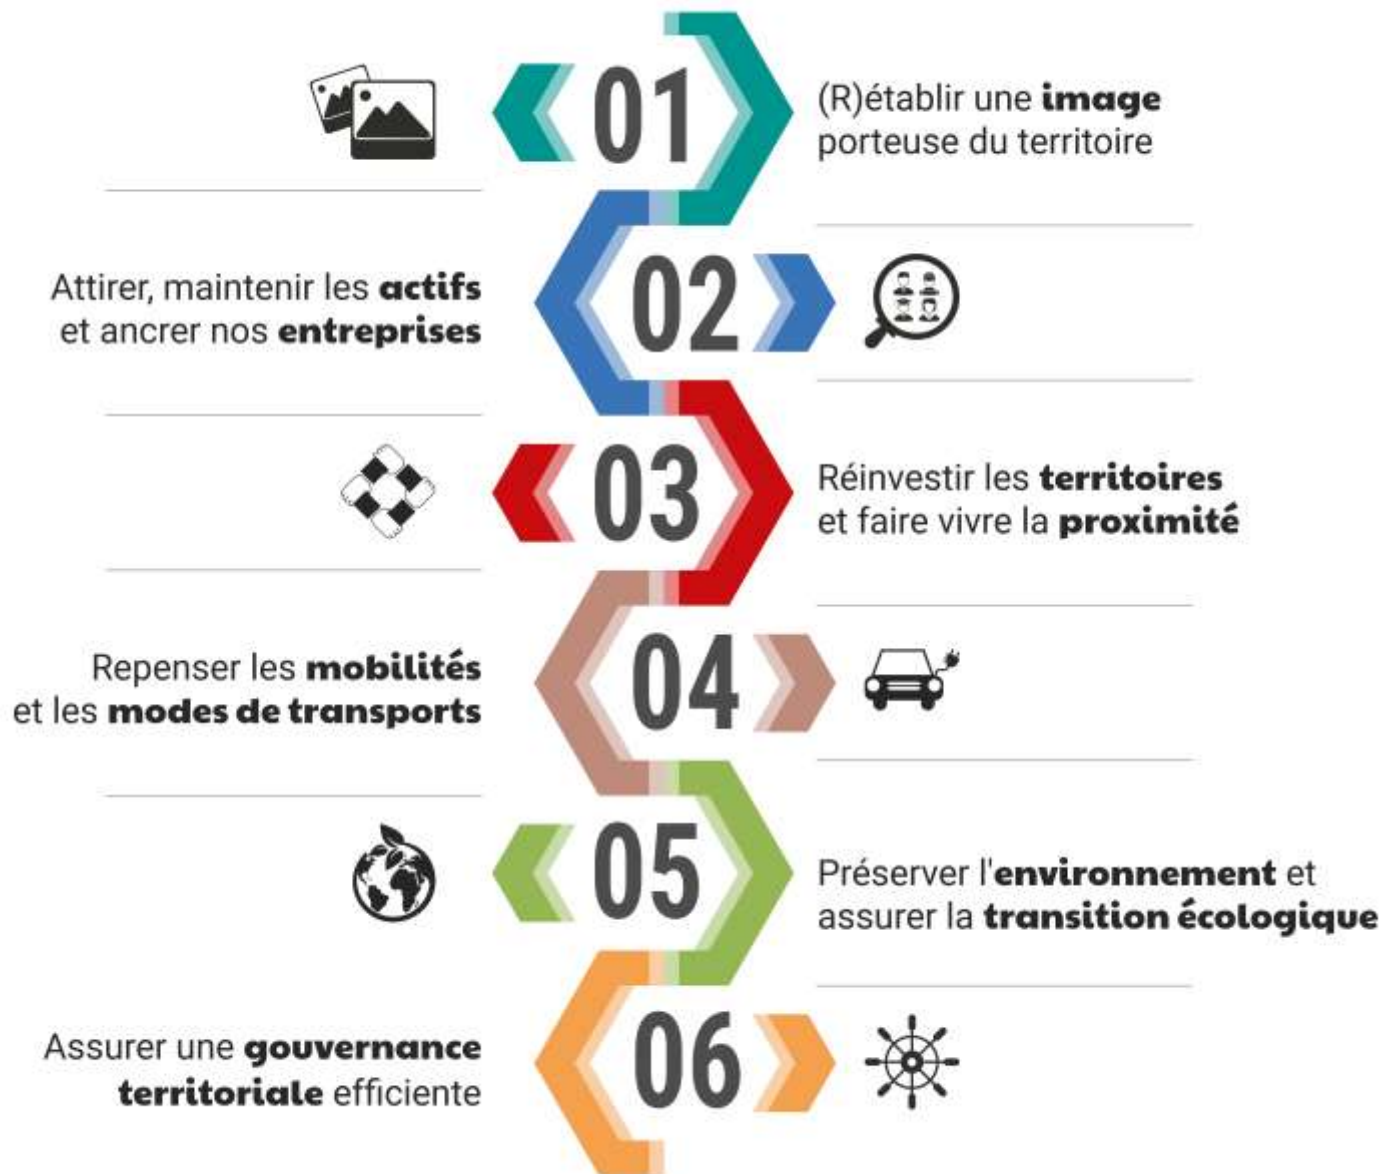 01
(R)établir une image
porteuse du territoire
Attirer, maintenir les actifs
et ancrer nos entreprises
02
03
Réinvestir les territoires
et faire vivre la proximité
Repenser les mobilités
et les modes de transports
04
05
Préserver l'environnement et
assurer la transition écologique
Assurer une gouvernance
territoriale efficiente
06